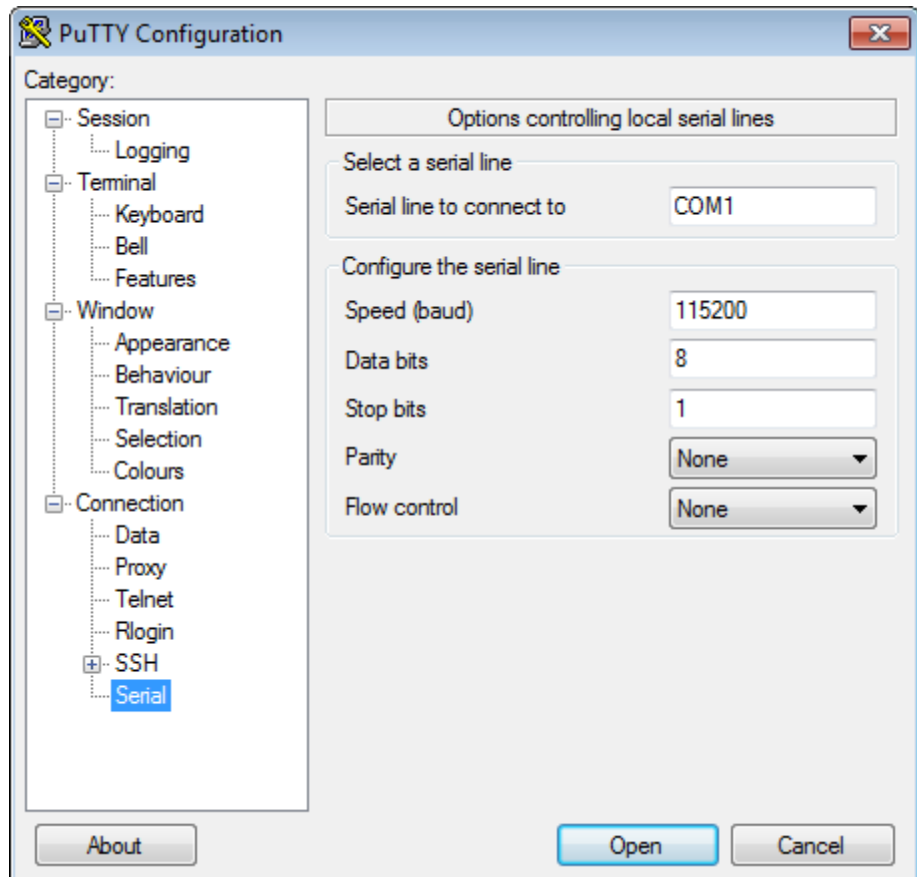 PuTTY Configuration
Category:
Session
Logging
Terminal
Keyboard
Bell
Features
Window
Appearance
Behaviour
Translation
Selection
Colours
Connection
Data
Proxy
Telnet
Rlogin
SSH
Serial
Options controlling local serial lines
Select a serial line
Serial line to connect to COM1
Configure the serial line
Speed (baud) 115200
Data bits 8
Stop bits 1
Parity None
Flow control None
About Open Cancel